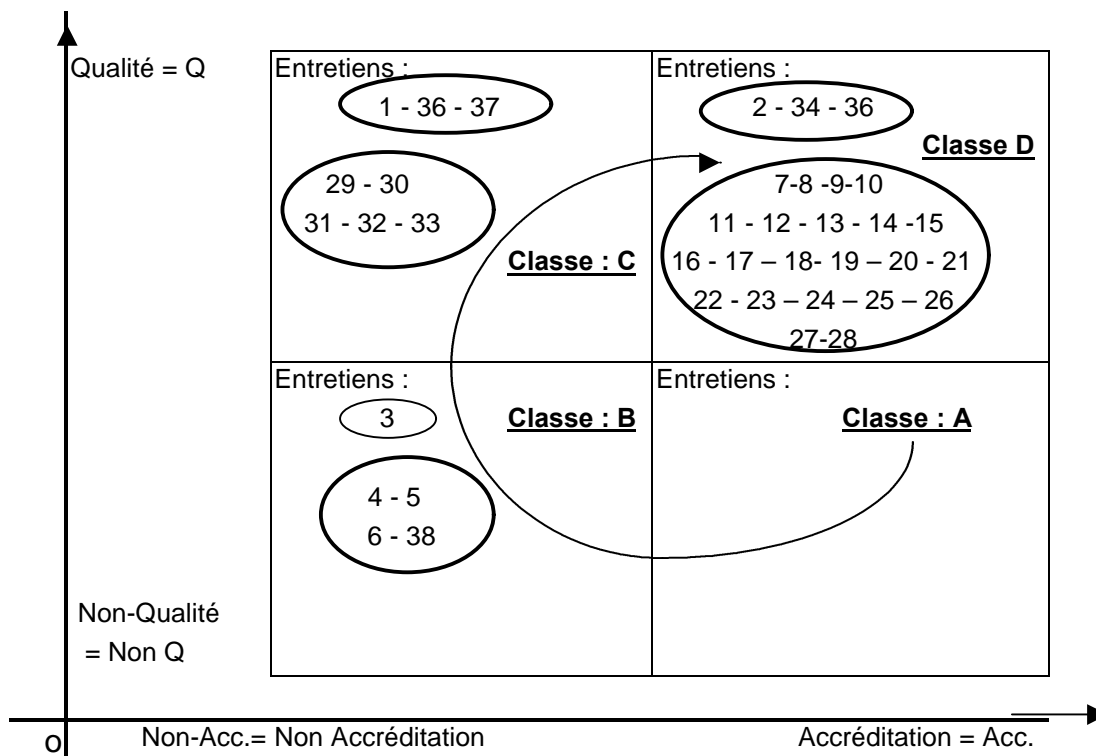 Qualité = Q
Entretiens :
1 - 36 - 37
29 - 30
31 - 32 - 33
Classe : C
Entretiens :
2 - 34 - 36
Classe D
7-8 -9-10
11 - 12 - 13 - 14 -15
16 - 17 – 18- 19 – 20 - 21
22 - 23 – 24 – 25 – 26
27-28
Entretiens :
3
Classe : B
4 - 5
6 - 38
Entretiens :
Classe : A
Non-Qualité
= Non Q
o
Non-Acc.= Non Accréditation
Accréditation = Acc.